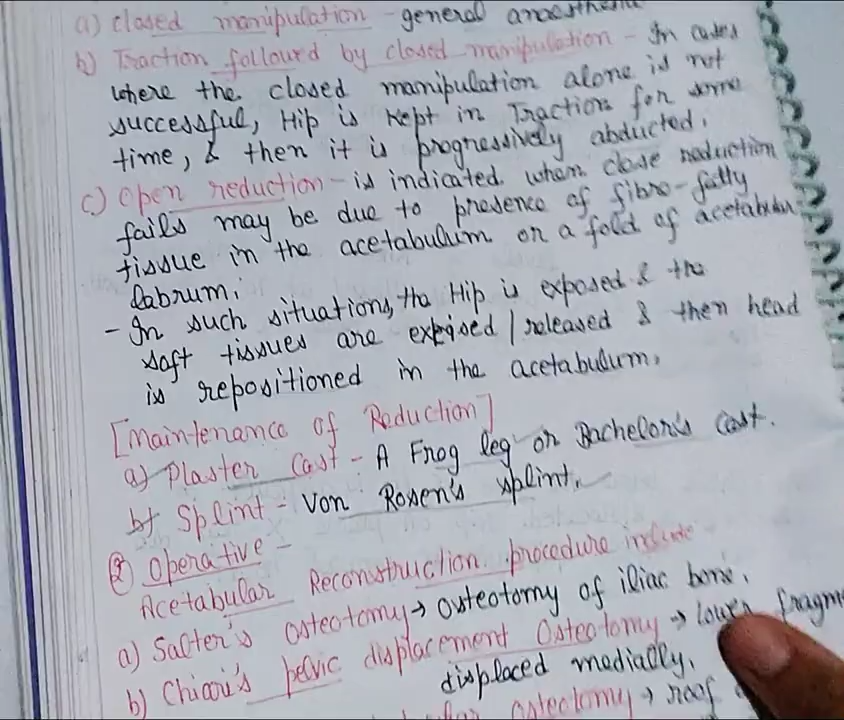 a) closed manipulation - general anaesthesia
b) Traction followed by closed manipulation - In cases
where the closed manipulation alone is not
successful, Hip is kept in Traction for some
time, & then it is progressively abducted.
c) Open reduction - is indicated when close reduction
fails may be due to presence of fibro-fatty
tissue in the acetabulum or a fold of acetabular
labrum.
- In such situations, the Hip is exposed & the
soft tissues are excised / released & then head
is repositioned in the acetabulum.
[Maintenance of Reduction]
a) Plaster Cast - A Frog leg or Bachelor's Cast.
b) Splint - Von Rosen's splint.
② Operative -
Acetabular Reconstruction procedure include -
a) Salter's osteotomy → osteotomy of iliac bone.
b) Chiari's pelvic displacement Osteotomy → lower fragme
displaced medially.
osteotomy → roof